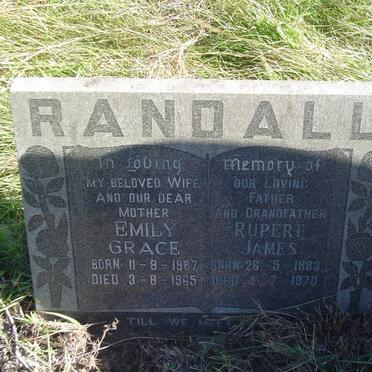 RANDALL
In Loving
Memory of
MY BELOVED WIFE
AND OUR DEAR
MOTHER
EMILY
GRACE
BORN 11-8-1887
DIED 3-8-1965
OUR LOVING
FATHER
AND GRANDFATHER
RUPERT
JAMES
BORN 26-5-1883
DIED 4-7-1970
TILL WE